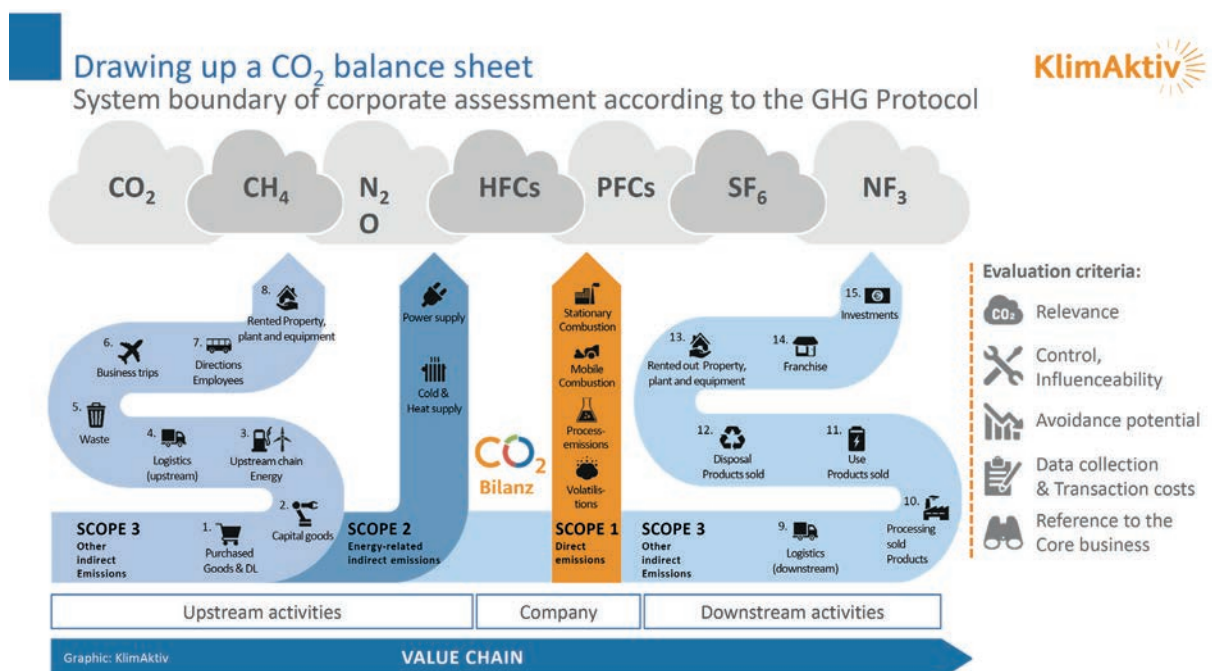 Drawing up a CO₂ balance sheet
System boundary of corporate assessment according to the GHG Protocol
KlimAktiv
CO₂
CH₄
N₂
O
HFCs
PFCs
SF₆
NF₃
8.
Rented Property,
plant and equipment
6.
Business trips
7.
Directions
Employees
5.
Waste
4.
Logistics
(upstream)
3.
Upstream chain
Energy
2.
Capital goods
1.
Purchased
Goods & DL
SCOPE 3
Other
indirect
Emissions
Power supply
Cold &
Heat supply
SCOPE 2
Energy-related
indirect emissions
CO₂
Bilanz
Stationary
Combustion
Mobile
Combustion
Process-
emissions
Volatilis-
tions
SCOPE 1
Direct
emissions
15.
Investments
13.
Rented out Property,
plant and equipment
14.
Franchise
12.
Disposal
Products sold
11.
Use
Products sold
10.
Processing
sold
Products
9.
Logistics
(downstream)
SCOPE 3
Other
indirect
Emissions
Evaluation criteria:
CO₂
Relevance
Control,
Influenceability
Avoidance potential
Data collection
& Transaction costs
Reference to the
Core business
Upstream activities
Company
Downstream activities
Graphic: KlimAktiv
VALUE CHAIN